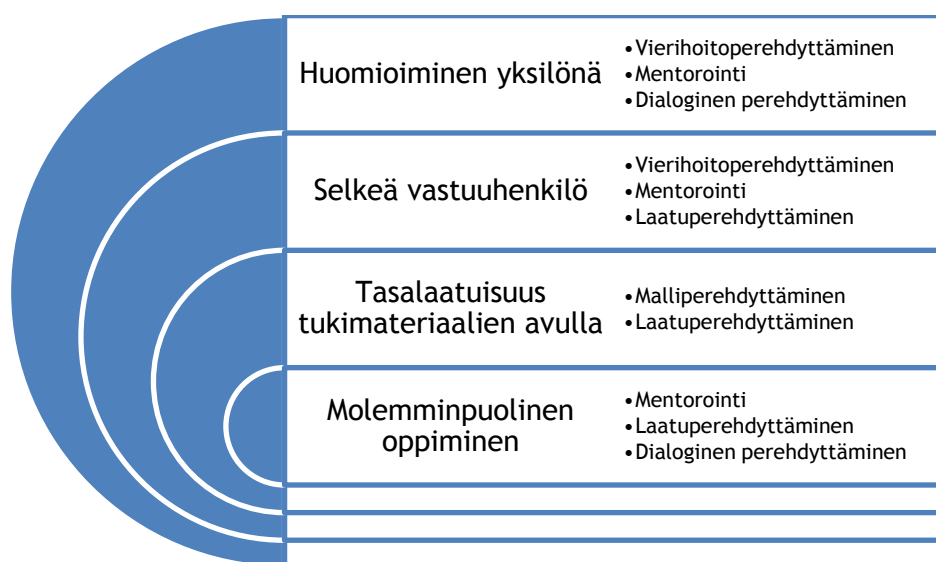 Huomioiminen yksilönä
•Vierihoitoperehdyttäminen
•Mentorointi
•Dialoginen perehdyttäminen
Selkeä vastuuhenkilö
•Vierihoitoperehdyttäminen
•Mentorointi
•Laatuperehdyttäminen
Tasalaatuisuus
tukimateriaalien avulla
•Malliperehdyttäminen
•Laatuperehdyttäminen
Molemminpuolinen
oppiminen
•Mentorointi
•Laatuperehdyttäminen
•Dialoginen perehdyttäminen